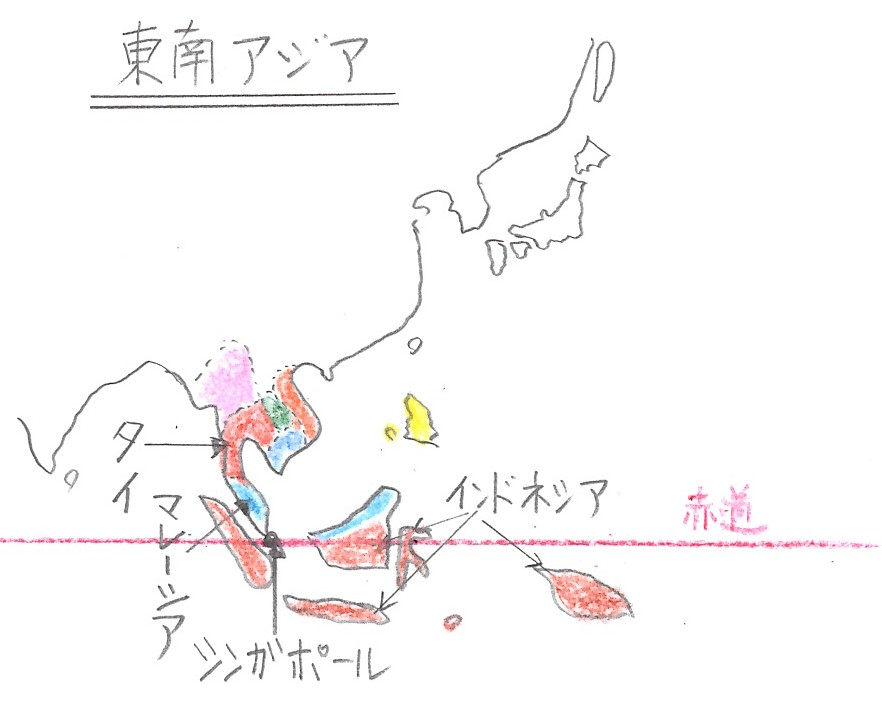 東南アジア
タイ
マレーシア
インドネシア
赤道
シンガポール